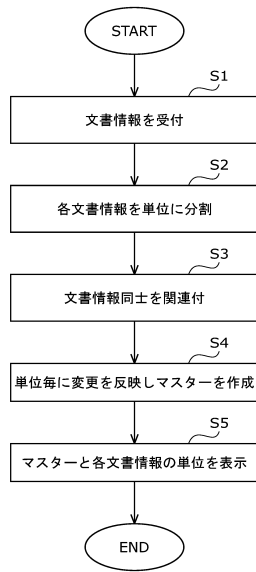 START
S1
文書情報を受付
S2
各文書情報を単位に分割
S3
文書情報同士を関連付
S4
単位毎に変更を反映しマスターを作成
S5
マスターと各文書情報の単位を表示
END